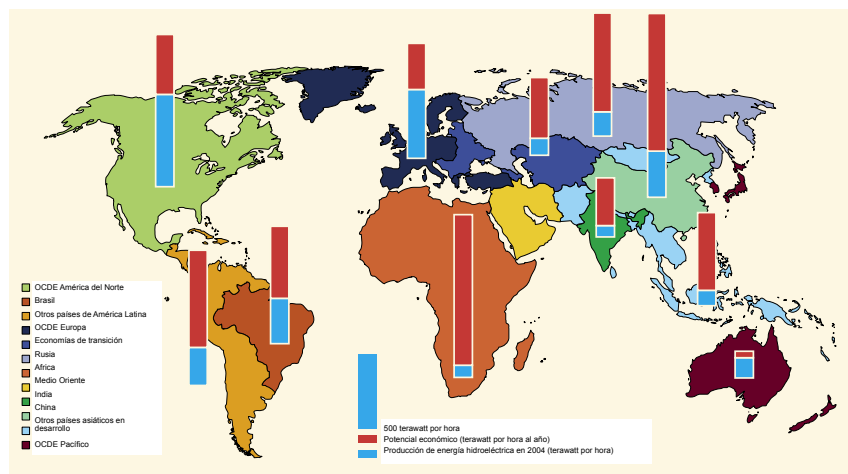 OCDE América del Norte
Brasil
Otros países de América Latina
OCDE Europa
Economías de transición
Rusia
Africa
Medio Oriente
India
China
Otros países asiáticos en
desarrollo
OCDE Pacífico
500 terawatt por hora
Potencial económico (terawatt por hora al año)
Producción de energía hidroeléctrica en 2004 (terawatt por hora)